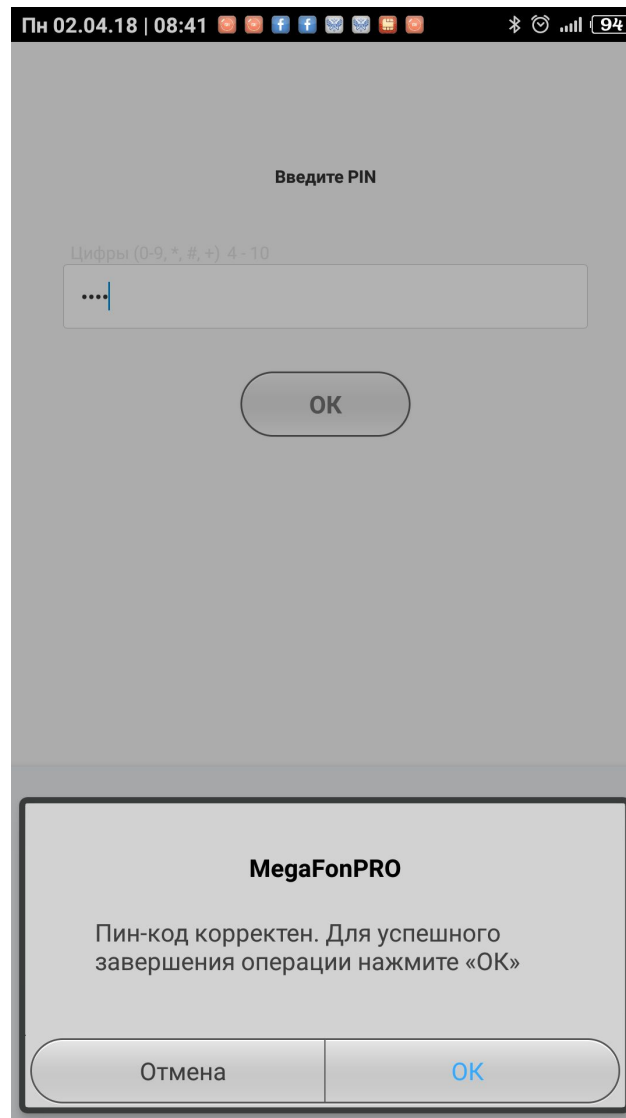 Пн 02.04.18 | 08:41 94
Введите PIN
Цифры (0-9, *, #, +) 4 - 10
••••
OK
MegaFonPRO
Пин-код корректен. Для успешного
завершения операции нажмите «ОК»
Отмена OK